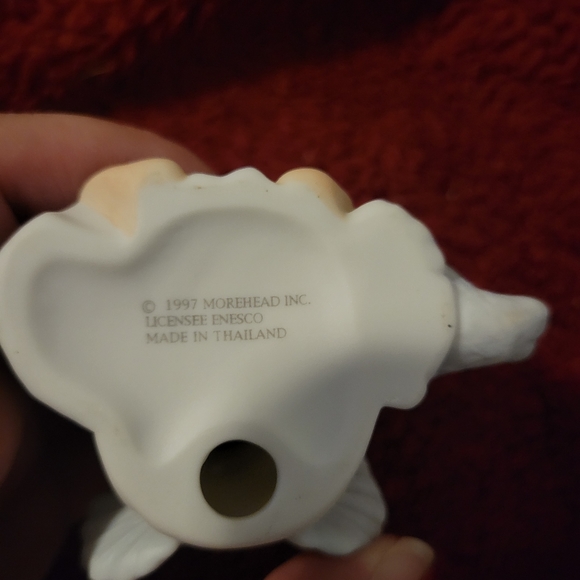 © 1997 MOREHEAD INC.
LICENSEE ENESCO
MADE IN THAILAND